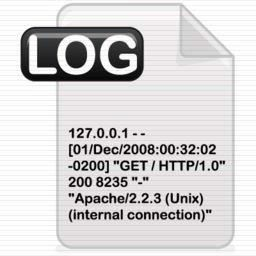 LOG
127.0.0.1 - -
[01/Dec/2008:00:32:02
-0200] "GET / HTTP/1.0"
200 8235 "-"
"Apache/2.2.3 (Unix)
(internal connection)"